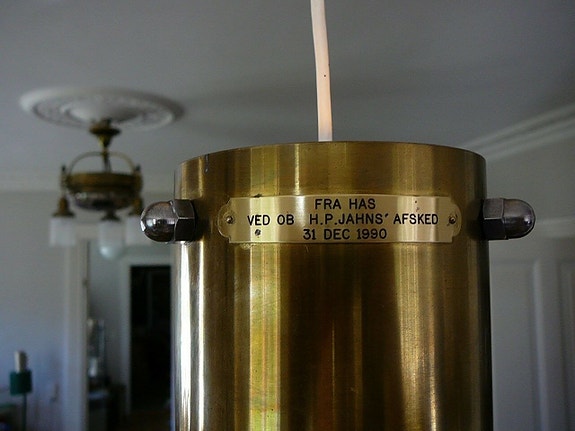 FRA HAS
VED OB H.P.JAHNS' AFSKED
31 DEC 1990